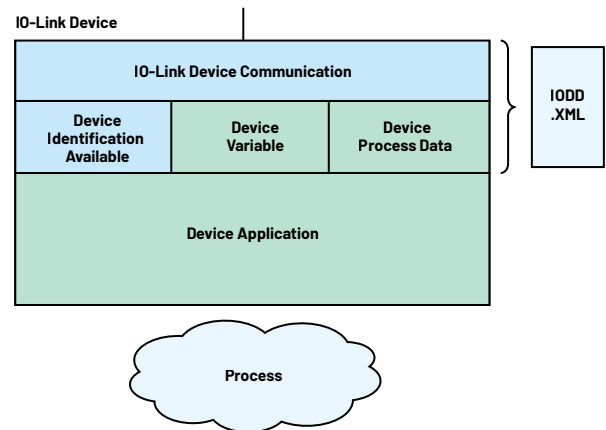 IO-Link Device
IO-Link Device Communication
IODD
.XML
Device
Identification
Available
Device
Variable
Device
Process Data
Device Application
Process